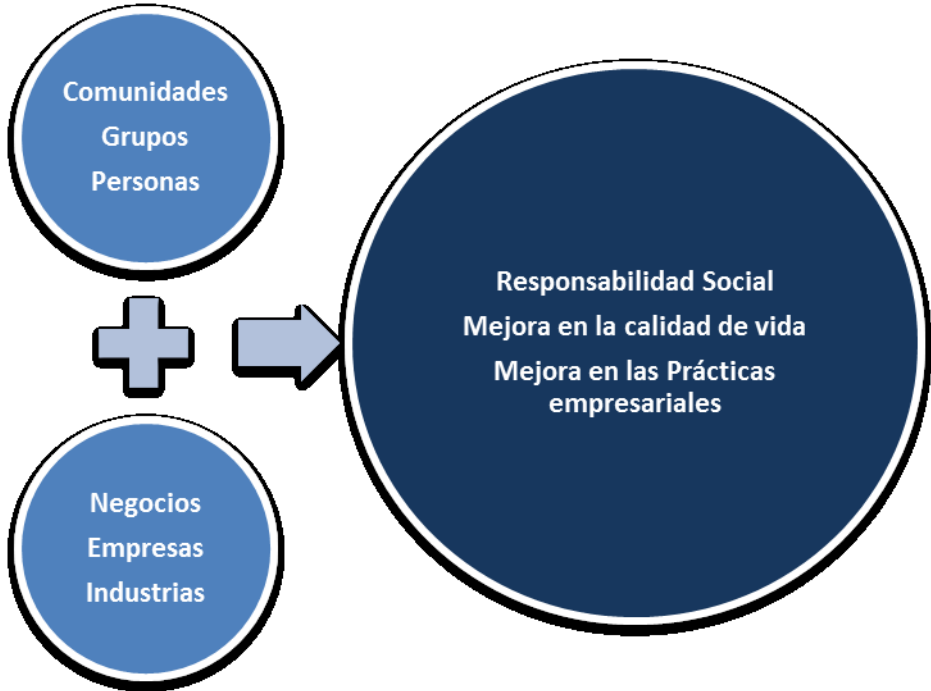 Comunidades
Grupos
Personas
Negocios
Empresas
Industrias
Responsabilidad Social
Mejora en la calidad de vida
Mejora en las Prácticas
empresariales